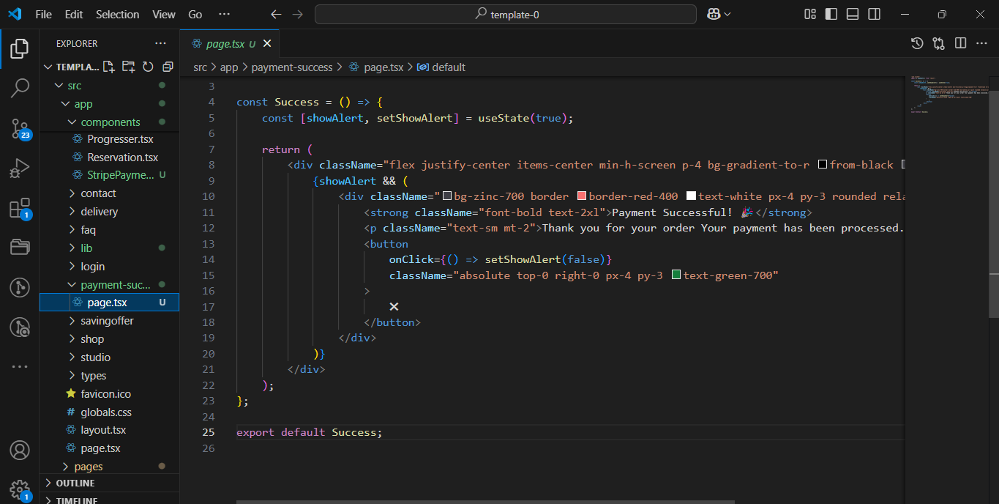 File Edit Selection View Go ··· template-0
EXPLORER ···
page.tsx U
TEMPLA...
src > app > payment-success > page.tsx > default
src
app
components
Progresser.tsx
Reservation.tsx
StripePayme... U
contact
delivery
faq
lib
login
payment-suc...
page.tsx U
savingoffer
shop
studio
types
favicon.ico
# globals.css
layout.tsx
page.tsx
pages
OUTLINE
TIMELINE
23
1
1
3
4 const Success = () => {
5 const [showAlert, setShowAlert] = useState(true);
6
7 return (
8 <div className="flex justify-center items-center min-h-screen p-4 bg-gradient-to-r from-black
9 {showAlert && (
10 <div className="bg-zinc-700 border border-red-400 text-white px-4 py-3 rounded rela
11 <strong className="font-bold text-2xl">Payment Successful! 🎉</strong>
12 <p className="text-sm mt-2">Thank you for your order Your payment has been processed.
13 <button
14 onClick={() => setShowAlert(false)}
15 className="absolute top-0 right-0 px-4 py-3 text-green-700"
16 >
17 ✕
18 </button>
19 </div>
20 )}
21 </div>
22 );
23 };
24
25 export default Success;
26